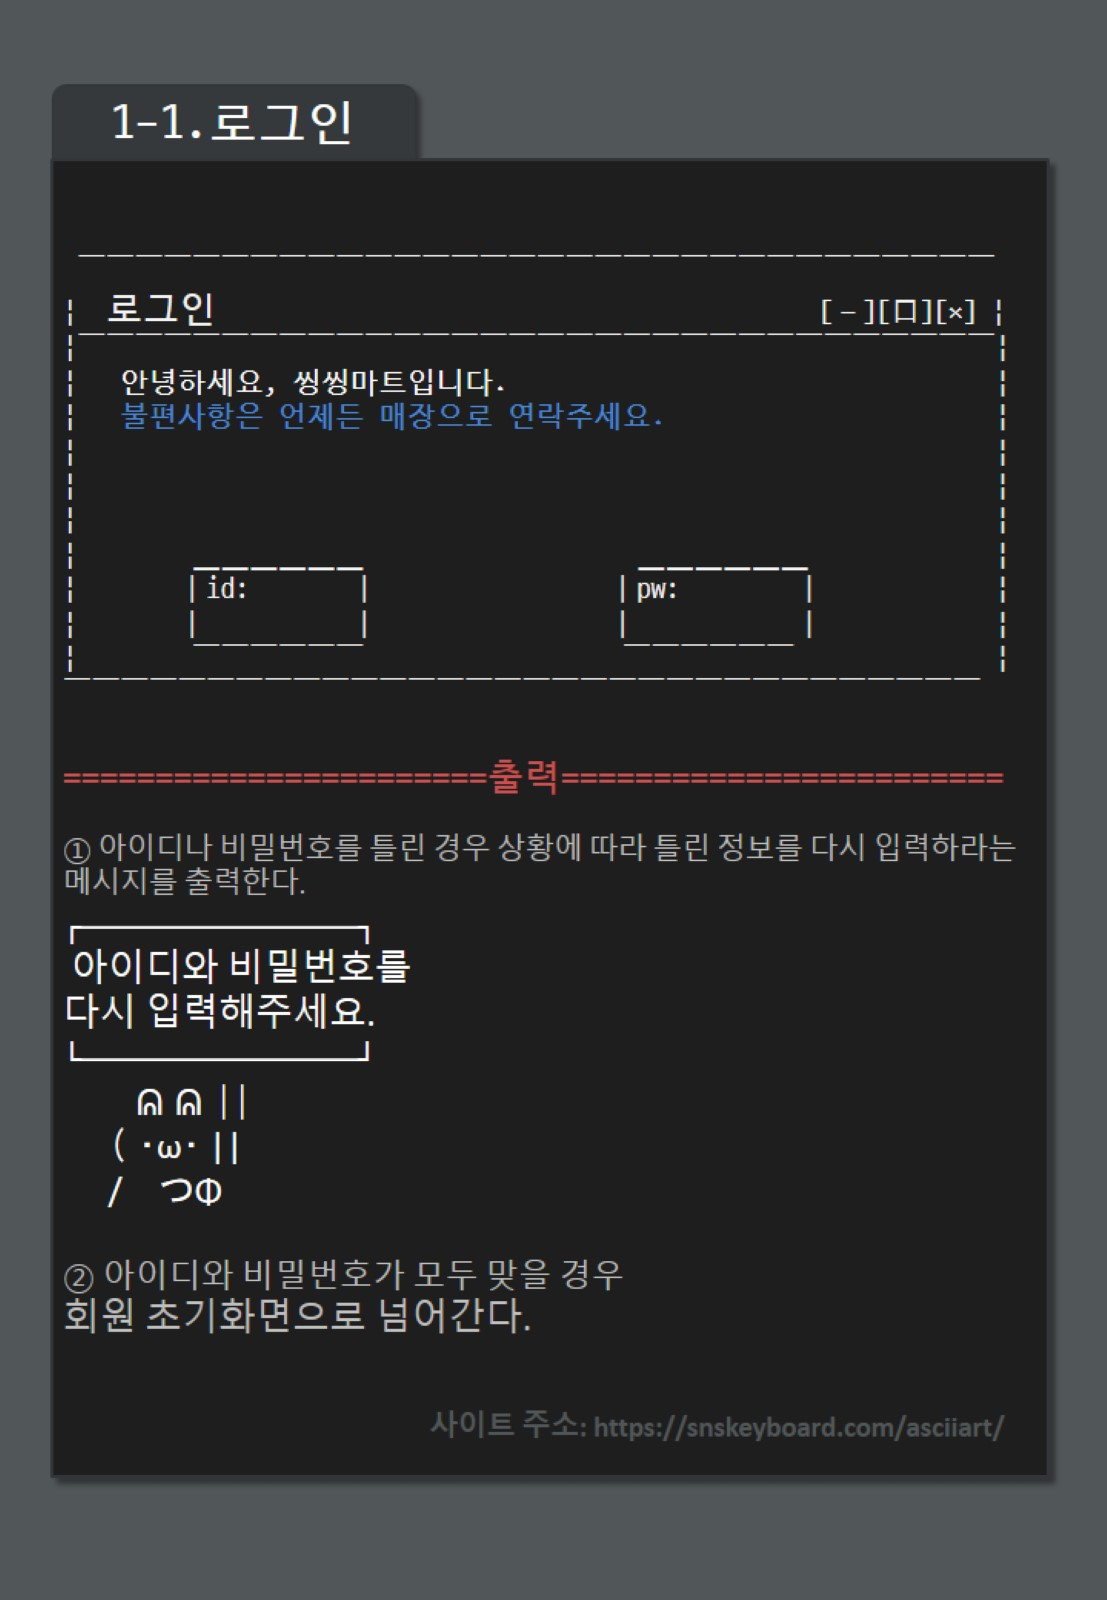 1-1.로그인
로그인 [ – ][口][×]
안녕하세요, 씽씽마트입니다.
불편사항은 언제든 매장으로 연락주세요.
id: pw:
=======================출력========================
① 아이디나 비밀번호를 틀린 경우 상황에 따라 틀린 정보를 다시 입력하라는
메시지를 출력한다.
아이디와 비밀번호를
다시 입력해주세요.
ᕱ ᕱ ||
( ･ω･ ||
/ つΦ
② 아이디와 비밀번호가 모두 맞을 경우
회원 초기화면으로 넘어간다.
사이트 주소: https://snskeyboard.com/asciiart/